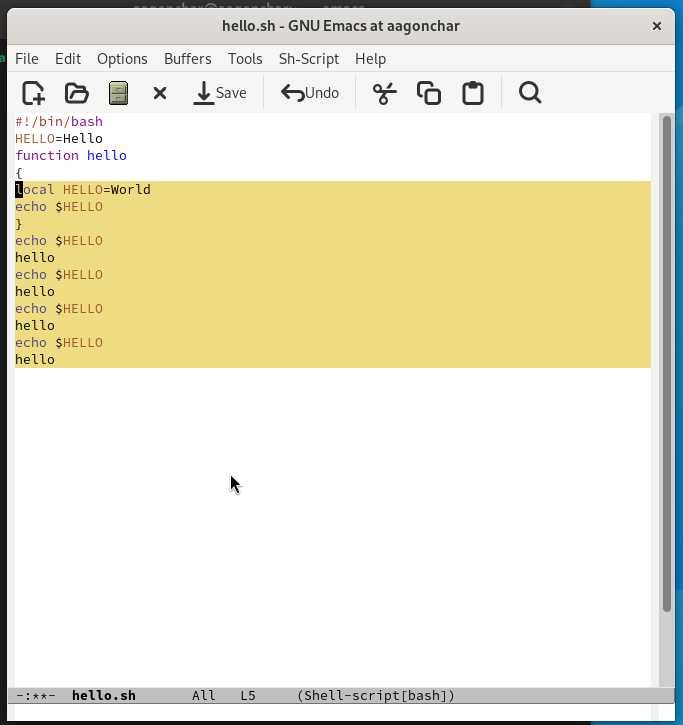 hello.sh - GNU Emacs at aagonchar
File Edit Options Buffers Tools Sh-Script Help
Save Undo
#!/bin/bash
HELLO=Hello
function hello
{
local HELLO=World
echo $HELLO
}
echo $HELLO
hello
echo $HELLO
hello
echo $HELLO
hello
echo $HELLO
hello
-:**- hello.sh All L5 (Shell-script[bash])